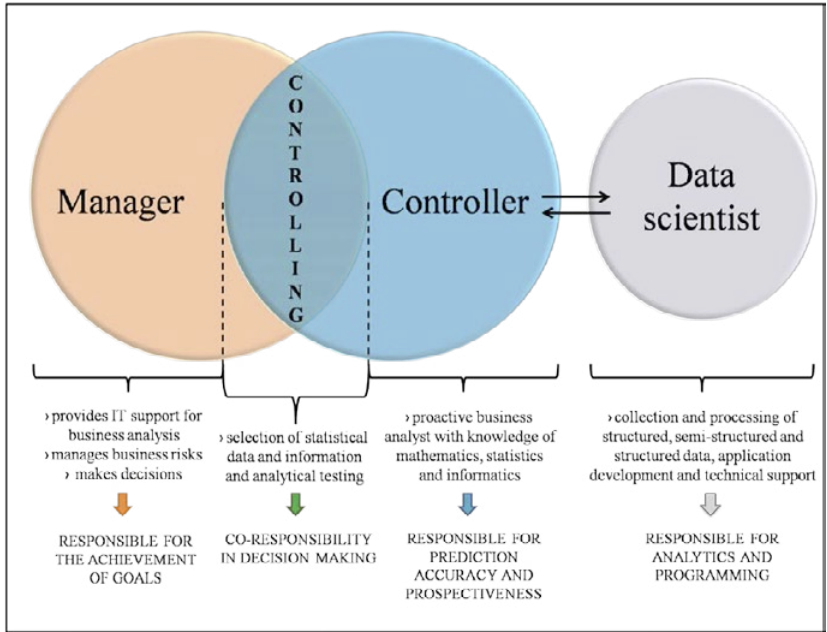 CONTROLLING
Manager
Controller
Data
scientist
› provides IT support for
business analysis
› manages business risks
› makes decisions
RESPONSIBLE FOR
THE ACHIEVEMENT
OF GOALS
› selection of statistical
data and information
and analytical testing
CO-RESPONSIBILITY
IN DECISION MAKING
› proactive business
analyst with knowledge of
mathematics, statistics
and informatics
RESPONSIBLE FOR
PREDICTION
ACCURACY AND
PROSPECTIVENESS
› collection and processing of
structured, semi-structured and
structured data, application
development and technical support
RESPONSIBLE FOR
ANALYTICS AND
PROGRAMMING